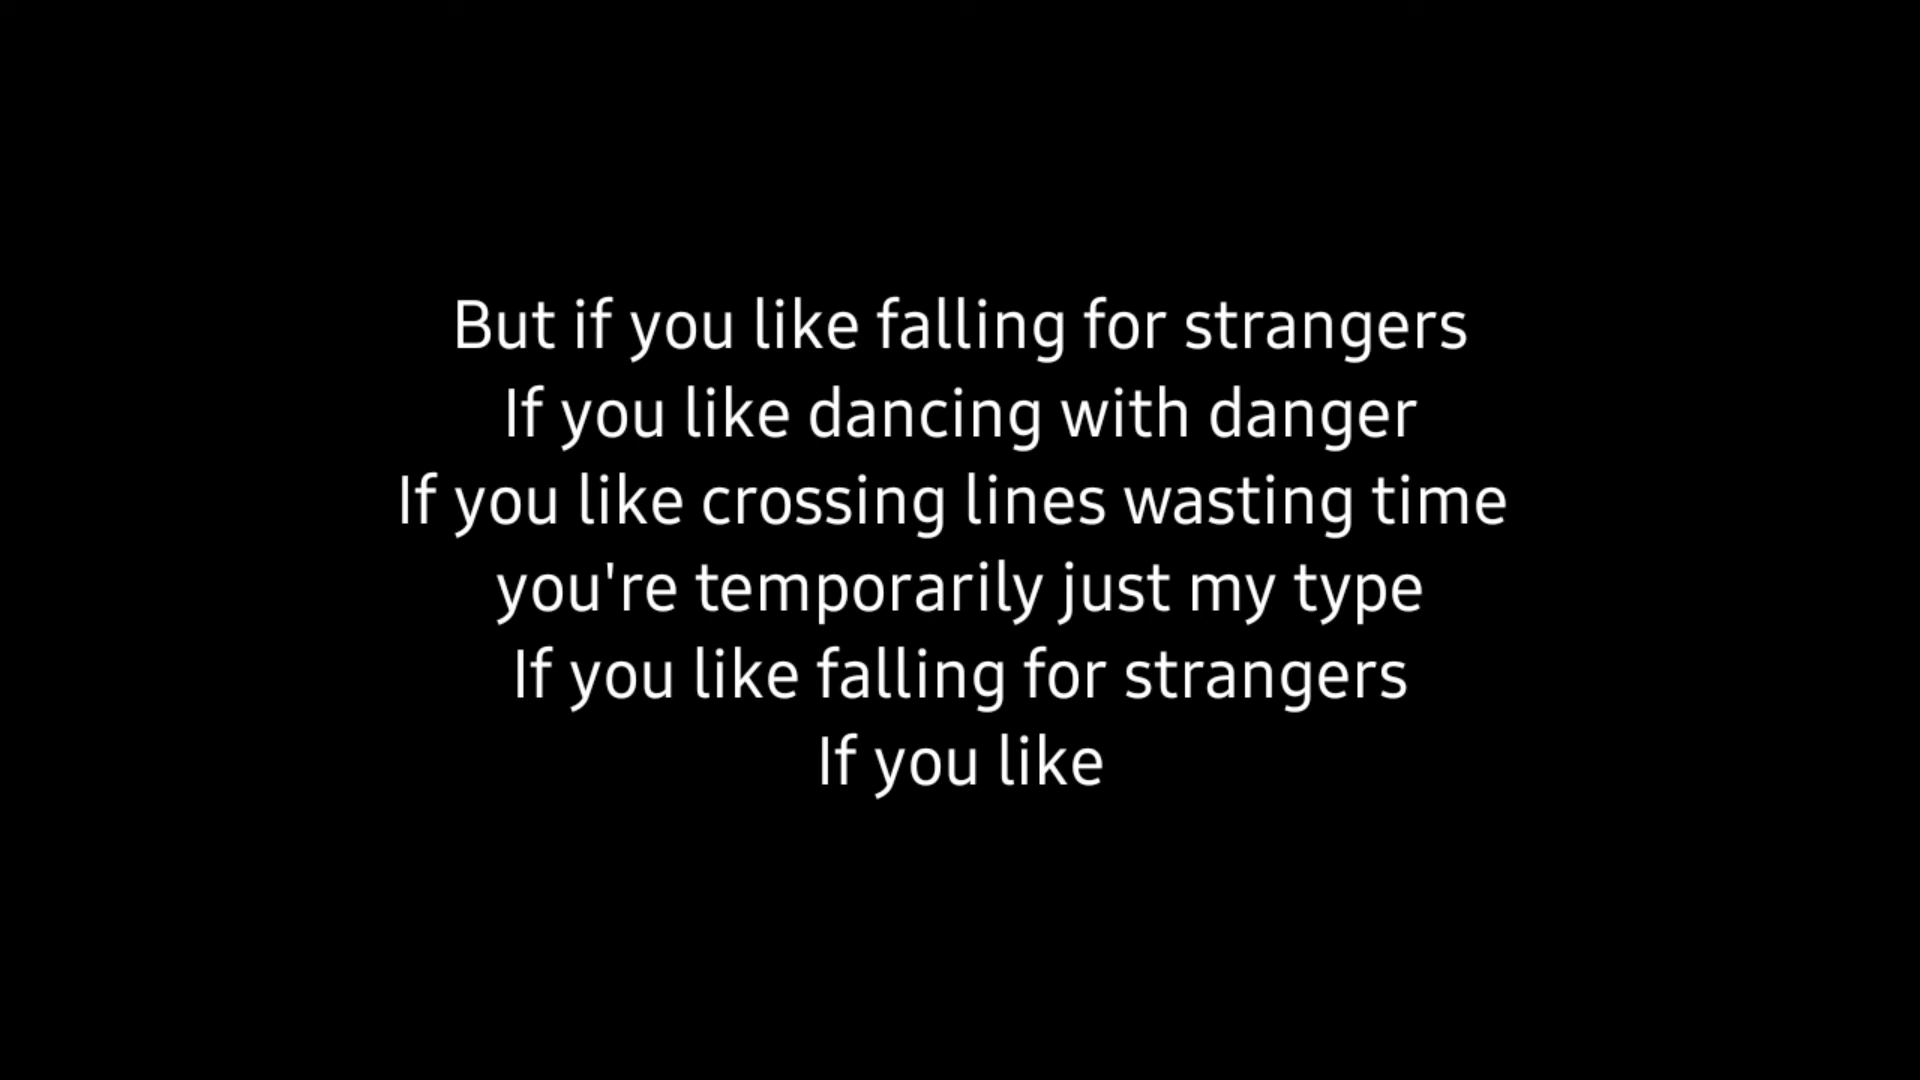 But if you like falling for strangers
If you like dancing with danger
If you like crossing lines wasting time
you're temporarily just my type
If you like falling for strangers
If you like